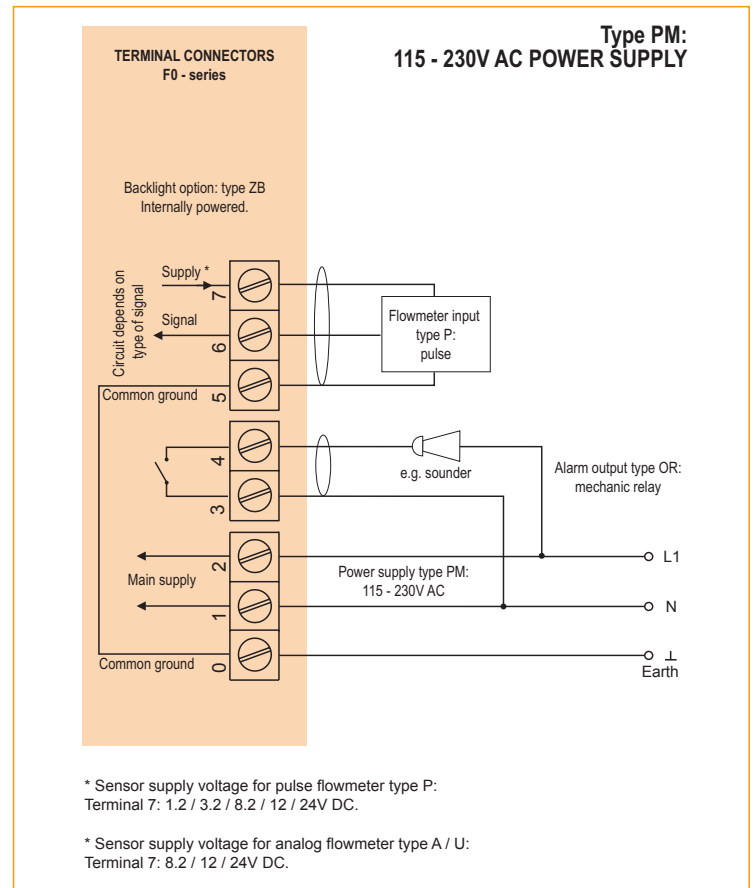 Type PM:
115 - 230V AC POWER SUPPLY
TERMINAL CONNECTORS
F0 - series
Backlight option: type ZB
Internally powered.
Circuit depends on
type of signal
Supply *
7
Signal
6
Common ground
5
Flowmeter input
type P:
pulse
4
3
e.g. sounder
Alarm output type OR:
mechanic relay
2
Main supply
1
Power supply type PM:
115 - 230V AC
L1
N
Common ground
0
⊥
Earth
* Sensor supply voltage for pulse flowmeter type P:
Terminal 7: 1.2 / 3.2 / 8.2 / 12 / 24V DC.
* Sensor supply voltage for analog flowmeter type A / U:
Terminal 7: 8.2 / 12 / 24V DC.